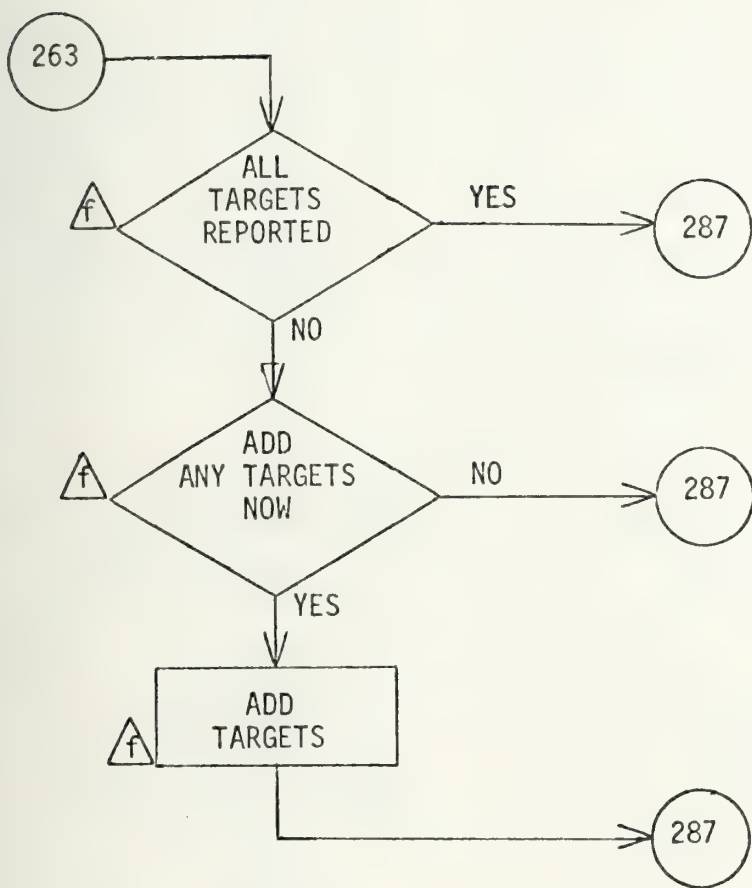 263
ALL
TARGETS
REPORTED
f
YES
287
NO
ADD
ANY TARGETS
NOW
f
NO
287
YES
ADD
TARGETS
f
287